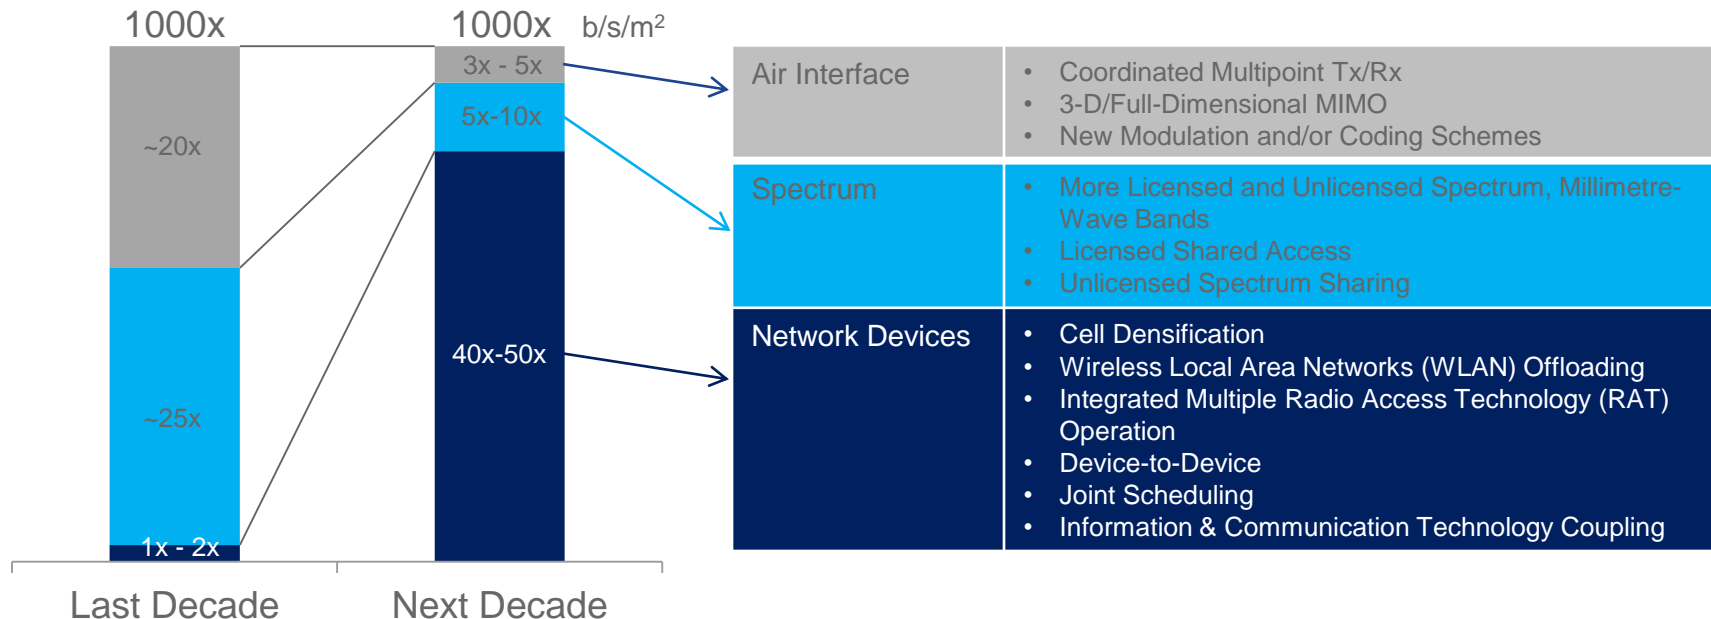 1000x
1000x
b/s/m²
~20x
~25x
1x - 2x
3x - 5x
5x-10x
40x-50x
Last Decade
Next Decade
Air Interface
• Coordinated Multipoint Tx/Rx
• 3-D/Full-Dimensional MIMO
• New Modulation and/or Coding Schemes
Spectrum
• More Licensed and Unlicensed Spectrum, Millimetre-
Wave Bands
• Licensed Shared Access
• Unlicensed Spectrum Sharing
Network Devices
• Cell Densification
• Wireless Local Area Networks (WLAN) Offloading
• Integrated Multiple Radio Access Technology (RAT)
Operation
• Device-to-Device
• Joint Scheduling
• Information & Communication Technology Coupling